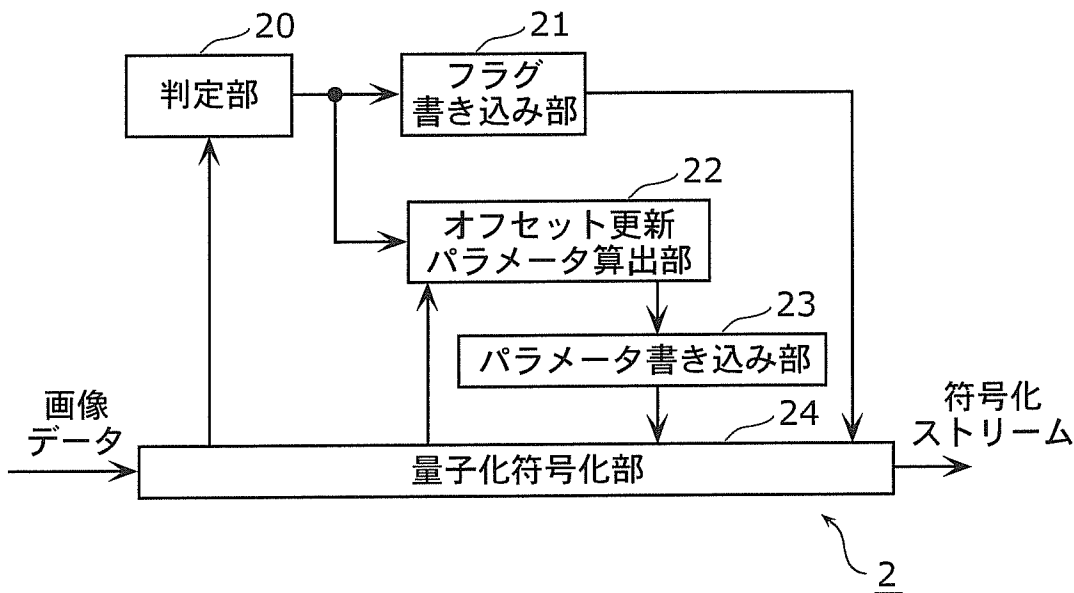 20
判定部
21
フラグ
書き込み部
22
オフセット更新
パラメータ算出部
23
パラメータ書き込み部
画像
データ
24
量子化符号化部
符号化
ストリーム
2